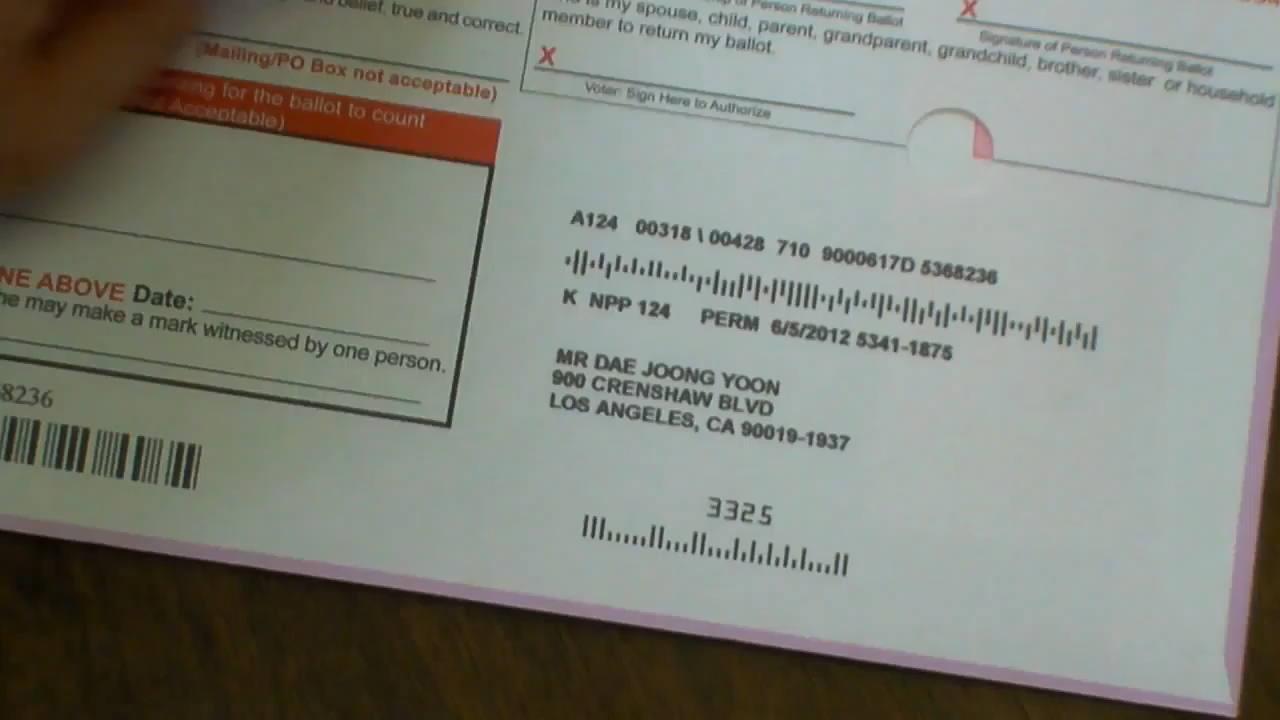 belief, true and correct.
(Mailing/PO Box not acceptable)
for the ballot to count
Acceptable)
NE ABOVE Date:
may make a mark witnessed by one person.
8236
of Person Returning Ballot
X
Signature of Person Returning Ballot
is my spouse, child, parent, grandparent, grandchild, brother, sister or household
member to return my ballot.
X
Voter: Sign Here to Authorize
A124 00318 \ 00428 710 9000617D 5368236
K NPP 124 PERM 6/5/2012 5341-1875
MR DAE JOONG YOON
900 CRENSHAW BLVD
LOS ANGELES, CA 90019-1937
3325